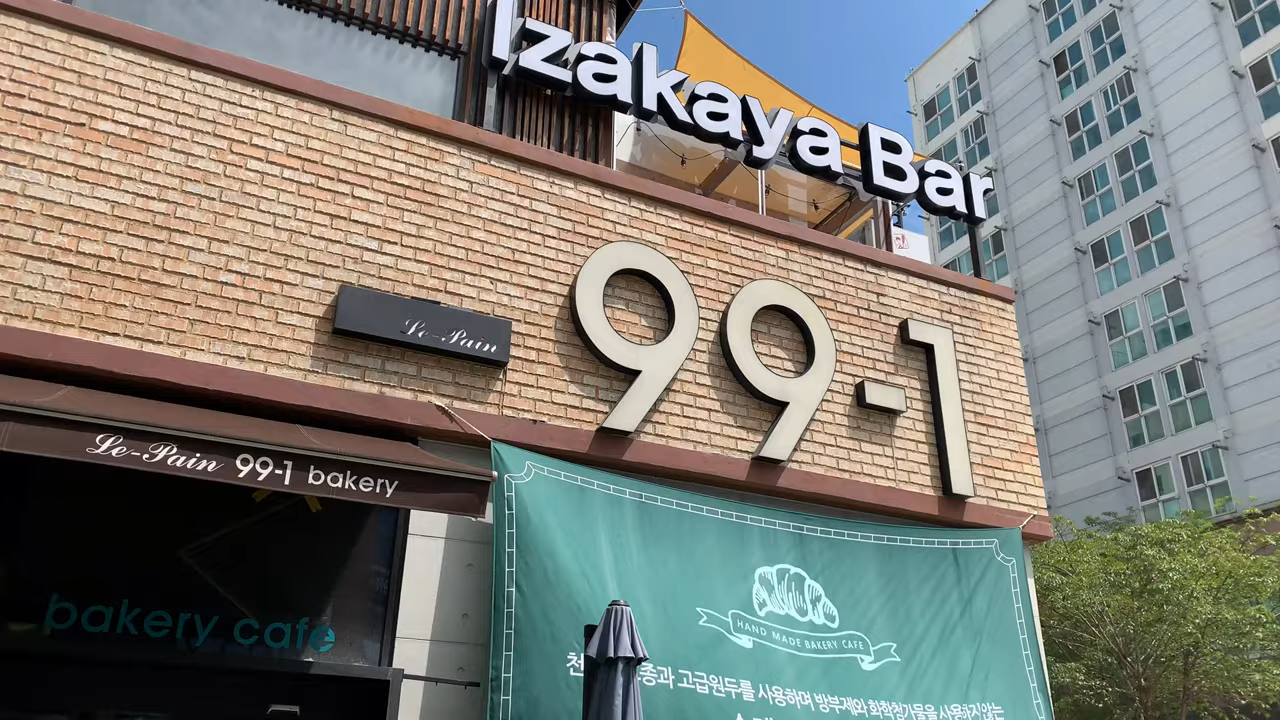 Izakaya Bar
99-1
Le-Pain
Le-Pain 99-1 bakery
bakery cafe
HAND MADE BAKERY CAFE
고급원두를 사용하며 방부제와 화학첨가물을 사용하지않는